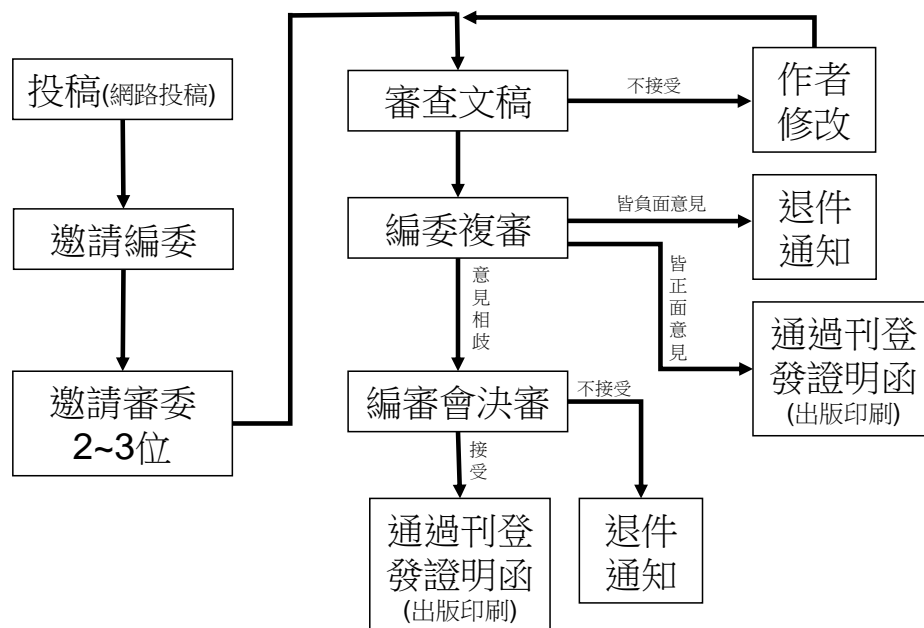 投稿(網路投稿)
邀請編委
邀請審委
2~3位
審查文稿
不接受
作者
修改
編委複審
皆負面意見
退件
通知
皆正面意見
通過刊登
發證明函
(出版印刷)
意見相歧
編審會決審
不接受
退件
通知
接受
通過刊登
發證明函
(出版印刷)